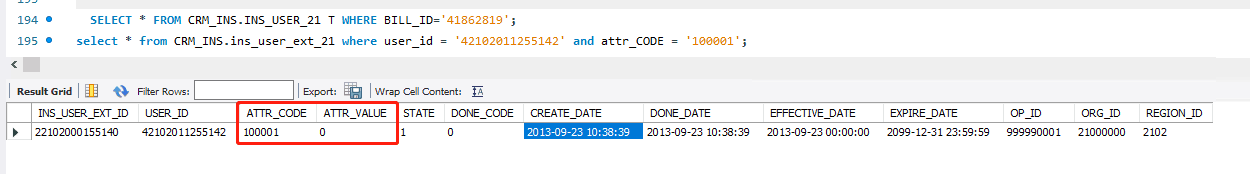 194 SELECT * FROM CRM_INS.INS_USER_21 T WHERE BILL_ID='41862819';
195 select * from CRM_INS.ins_user_ext_21 where user_id = '42102011255142' and attr_CODE = '100001';
Result Grid Filter Rows: Export: Wrap Cell Content:
INS_USER_EXT_ID USER_ID ATTR_CODE ATTR_VALUE STATE DONE_CODE CREATE_DATE DONE_DATE EFFECTIVE_DATE EXPIRE_DATE OP_ID ORG_ID REGION_ID
22102000155140 42102011255142 100001 0 1 0 2013-09-23 10:38:39 2013-09-23 10:38:39 2013-09-23 00:00:00 2099-12-31 23:59:59 999990001 21000000 2102